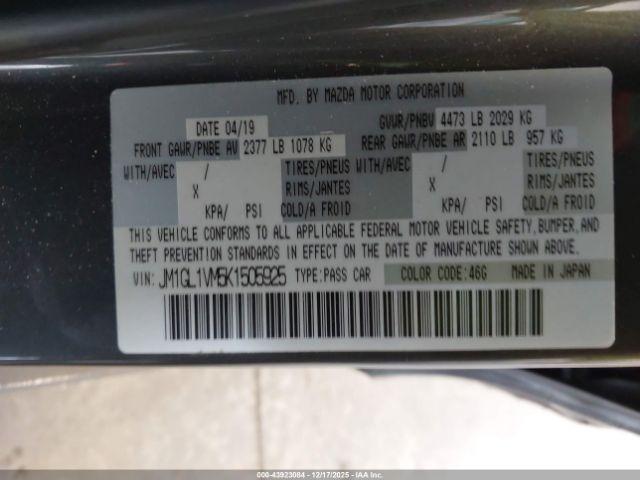 MFD. BY MAZDA MOTOR CORPORATION
DATE 04/19 GVWR/PNBV 4473 LB 2029 KG
FRONT GAWR/PNBE AV 2377 LB 1078 KG REAR GAWR/PNBE AR 2110 LB 957 KG
WITH/AVEC / TIRES/PNEUS WITH/AVEC / TIRES/PNEUS
X RIMS/JANTES X RIMS/JANTES
KPA/ PSI COLD/A FROID KPA/ PSI COLD/A FROID
THIS VEHICLE CONFORMS TO ALL APPLICABLE FEDERAL MOTOR VEHICLE SAFETY, BUMPER, AND
THEFT PREVENTION STANDARDS IN EFFECT ON THE DATE OF MANUFACTURE SHOWN ABOVE.
VIN: JM1GL1VM5K1505925 TYPE: PASS CAR COLOR CODE: 46G MADE IN JAPAN
000-43923084 - 12/17/2025 - IAA Inc.